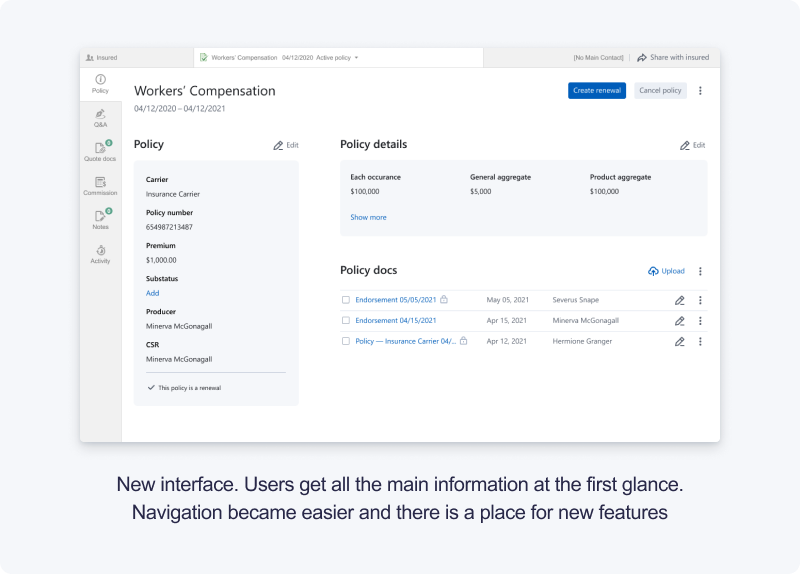 Insured
Workers' Compensation 04/12/2020 Active policy
[No Main Contact]
Share with insured
Policy
Q&A
Quote docs
Commission
Notes
Activity
Workers' Compensation
04/12/2020 – 04/12/2021
Create renewal
Cancel policy
Policy
Edit
Carrier
Insurance Carrier
Policy number
654987213487
Premium
$1,000.00
Substatus
Add
Producer
Minerva McGonagall
CSR
Minerva McGonagall
This policy is a renewal
Policy details
Edit
Each occurance General aggregate Product aggregate
$100,000 $5,000 $100,000
Show more
Policy docs
Upload
Endorsement 05/05/2021 May 05, 2021 Severus Snape
Endorsement 04/15/2021 Apr 15, 2021 Minerva McGonagall
Policy — Insurance Carrier 04/... Apr 12, 2021 Hermione Granger
New interface. Users get all the main information at the first glance.
Navigation became easier and there is a place for new features